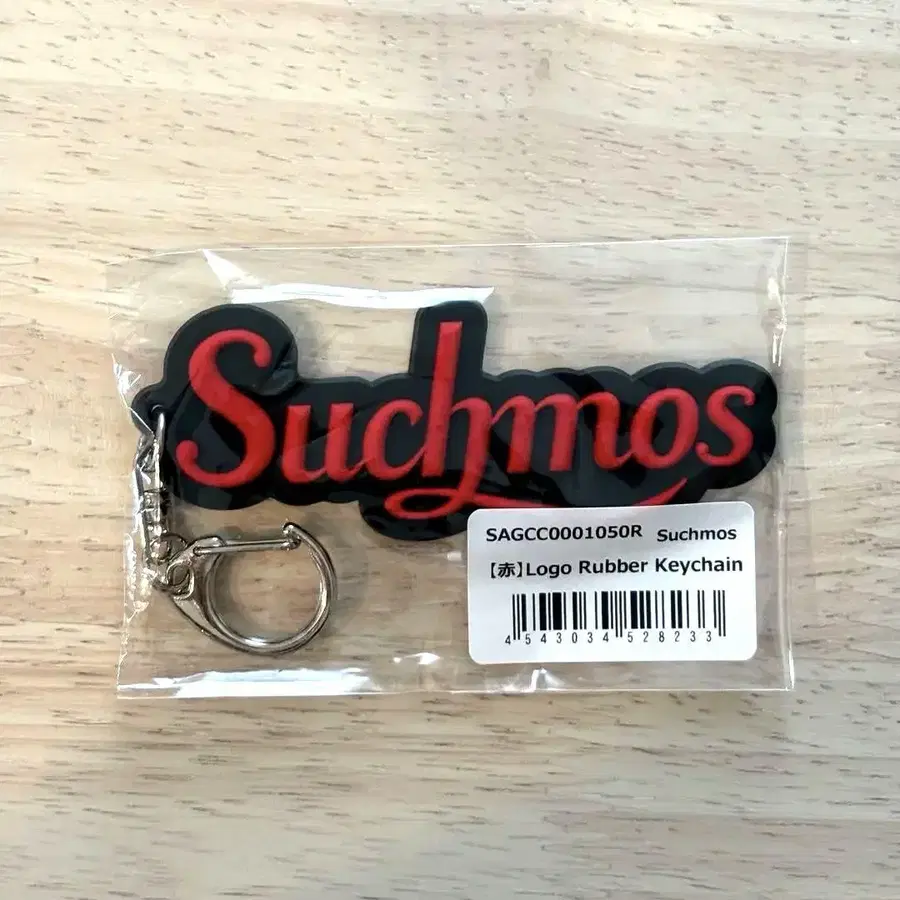 Suchmos
SAGCC0001050R Suchmos
【赤】Logo Rubber Keychain
4543034528233